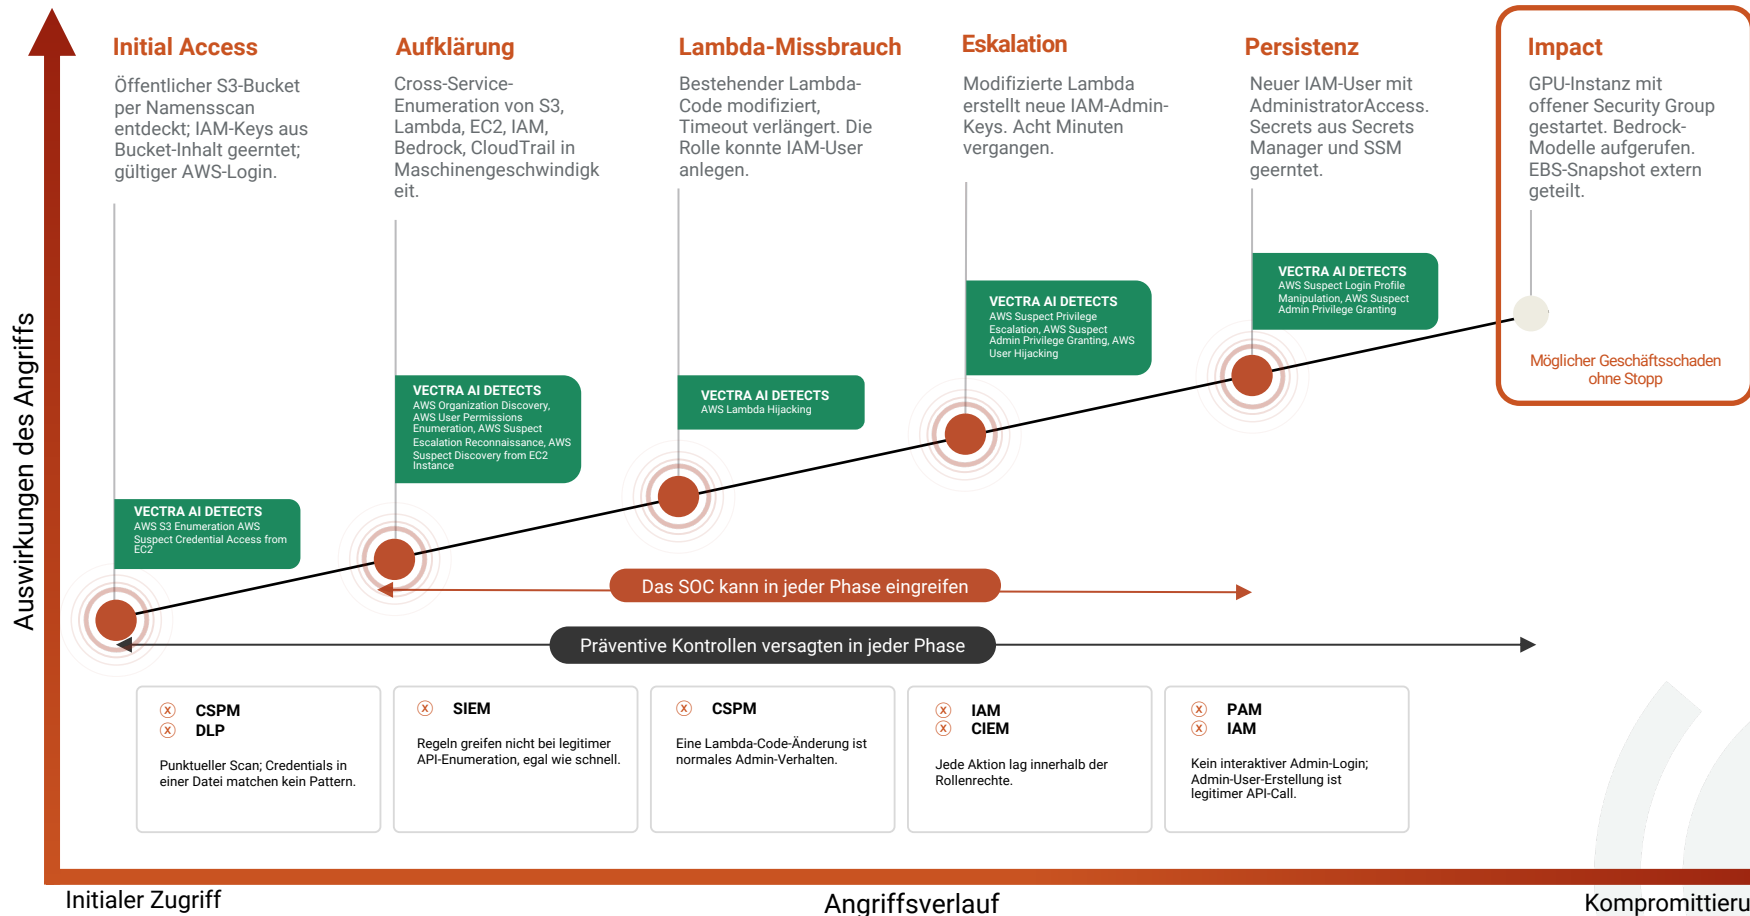 Initial Access
Öffentlicher S3-Bucket
per Namensscan
entdeckt; IAM-Keys aus
Bucket-Inhalt geerntet;
gültiger AWS-Login.
Aufklärung
Cross-Service-
Enumeration von S3,
Lambda, EC2, IAM,
Bedrock, CloudTrail in
Maschinengeschwindigk
eit.
Lambda-Missbrauch
Bestehender Lambda-
Code modifiziert,
Timeout verlängert. Die
Rolle konnte IAM-User
anlegen.
Eskalation
Modifizierte Lambda
erstellt neue IAM-Admin-
Keys. Acht Minuten
vergangen.
Persistenz
Neuer IAM-User mit
AdministratorAccess.
Secrets aus Secrets
Manager und SSM
geerntet.
Impact
GPU-Instanz mit
offener Security Group
gestartet. Bedrock-
Modelle aufgerufen.
EBS-Snapshot extern
geteilt.
VECTRA AI DETECTS
AWS S3 Enumeration AWS
Suspect Credential Access from
EC2
VECTRA AI DETECTS
AWS Organization Discovery,
AWS User Permissions
Enumeration, AWS Suspect
Escalation Reconnaissance, AWS
Suspect Discovery from EC2
Instance
VECTRA AI DETECTS
AWS Lambda Hijacking
VECTRA AI DETECTS
AWS Suspect Privilege
Escalation, AWS Suspect
Admin Privilege Granting, AWS
User Hijacking
VECTRA AI DETECTS
AWS Suspect Login Profile
Manipulation, AWS Suspect
Admin Privilege Granting
Möglicher Geschäftsschaden
ohne Stopp
Auswirkungen des Angriffs
Das SOC kann in jeder Phase eingreifen
Präventive Kontrollen versagten in jeder Phase
x CSPM
x DLP
Punktueller Scan; Credentials in
einer Datei matchen kein Pattern.
x SIEM
Regeln greifen nicht bei legitimer
API-Enumeration, egal wie schnell.
x CSPM
Eine Lambda-Code-Änderung ist
normales Admin-Verhalten.
x IAM
x CIEM
Jede Aktion lag innerhalb der
Rollenrechte.
x PAM
x IAM
Kein interaktiver Admin-Login;
Admin-User-Erstellung ist
legitimer API-Call.
Initialer Zugriff
Angriffsverlauf
Kompromittieru